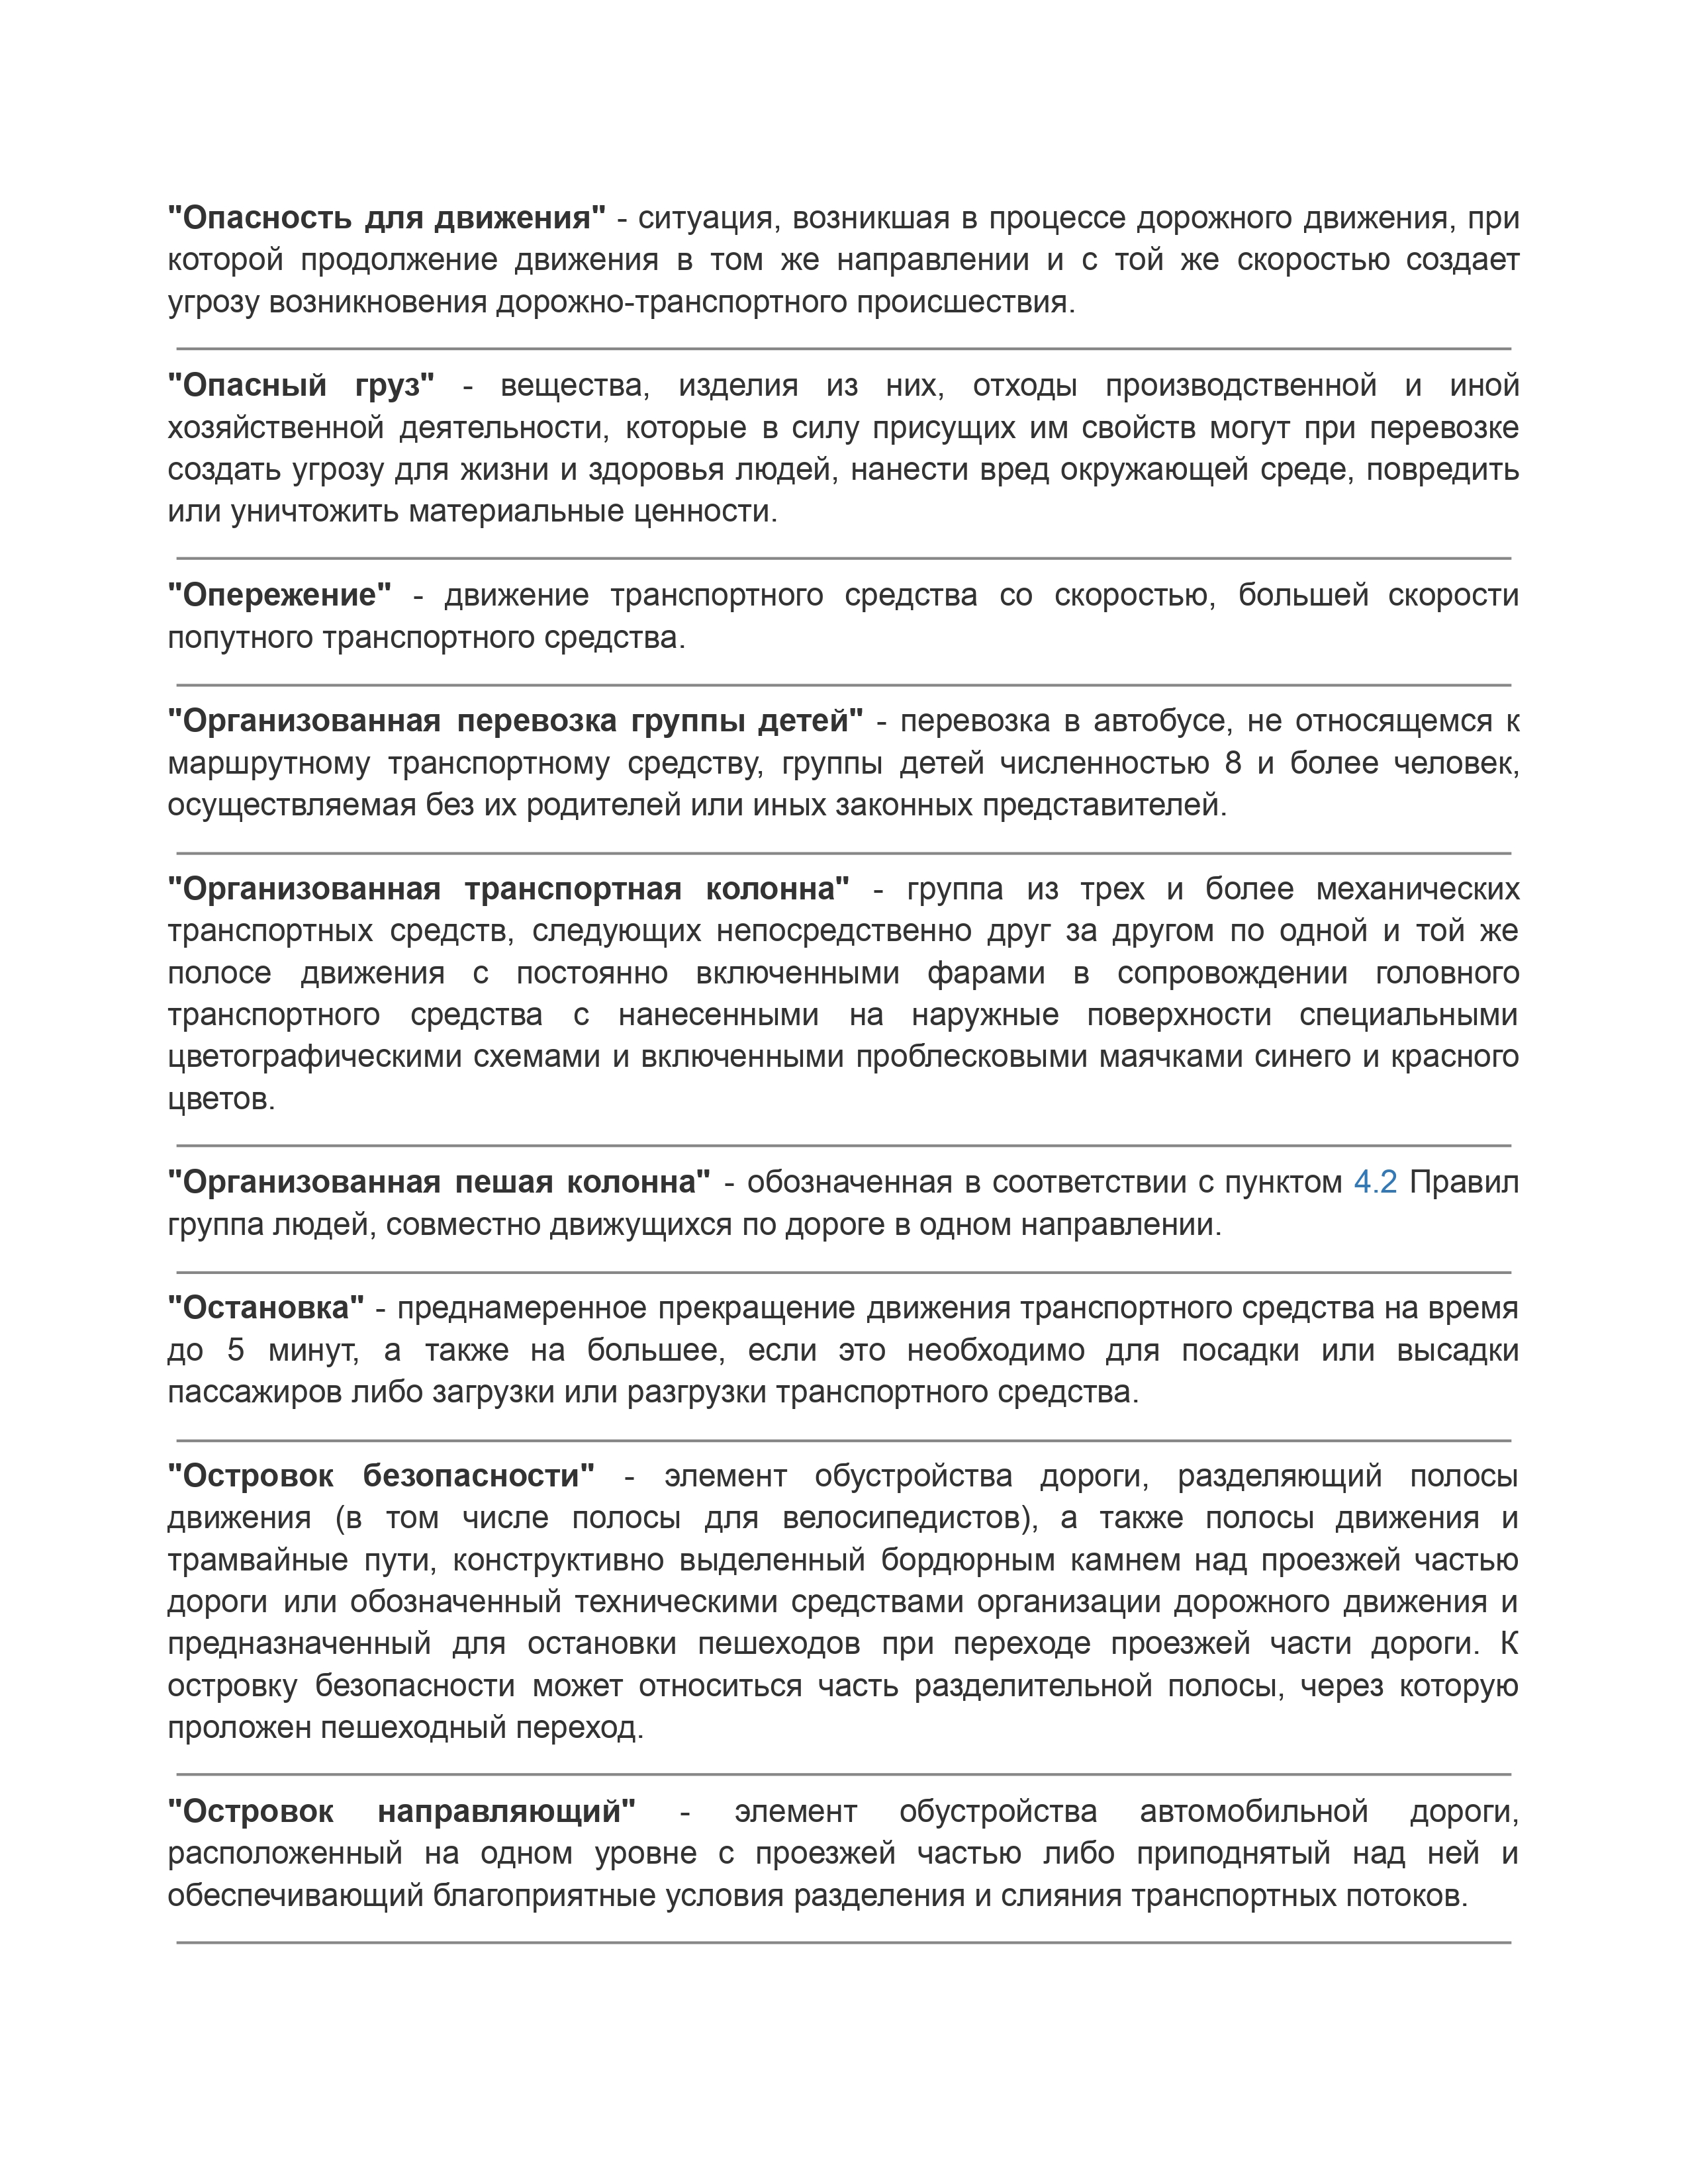 "Опасность для движения" - ситуация, возникшая в процессе дорожного движения, при
которой продолжение движения в том же направлении и с той же скоростью создает
угрозу возникновения дорожно-транспортного происшествия.
"Опасный груз" - вещества, изделия из них, отходы производственной и иной
хозяйственной деятельности, которые в силу присущих им свойств могут при перевозке
создать угрозу для жизни и здоровья людей, нанести вред окружающей среде, повредить
или уничтожить материальные ценности.
"Опережение" - движение транспортного средства со скоростью, большей скорости
попутного транспортного средства.
"Организованная перевозка группы детей" - перевозка в автобусе, не относящемся к
маршрутному транспортному средству, группы детей численностью 8 и более человек,
осуществляемая без их родителей или иных законных представителей.
"Организованная транспортная колонна" - группа из трех и более механических
транспортных средств, следующих непосредственно друг за другом по одной и той же
полосе движения с постоянно включенными фарами в сопровождении головного
транспортного средства с нанесенными на наружные поверхности специальными
цветографическими схемами и включенными проблесковыми маячками синего и красного
цветов.
"Организованная пешая колонна" - обозначенная в соответствии с пунктом 4.2 Правил
группа людей, совместно движущихся по дороге в одном направлении.
"Остановка" - преднамеренное прекращение движения транспортного средства на время
до 5 минут, а также на большее, если это необходимо для посадки или высадки
пассажиров либо загрузки или разгрузки транспортного средства.
"Островок безопасности" - элемент обустройства дороги, разделяющий полосы
движения (в том числе полосы для велосипедистов), а также полосы движения и
трамвайные пути, конструктивно выделенный бордюрным камнем над проезжей частью
дороги или обозначенный техническими средствами организации дорожного движения и
предназначенный для остановки пешеходов при переходе проезжей части дороги. К
островку безопасности может относиться часть разделительной полосы, через которую
проложен пешеходный переход.
"Островок направляющий" - элемент обустройства автомобильной дороги,
расположенный на одном уровне с проезжей частью либо приподнятый над ней и
обеспечивающий благоприятные условия разделения и слияния транспортных потоков.